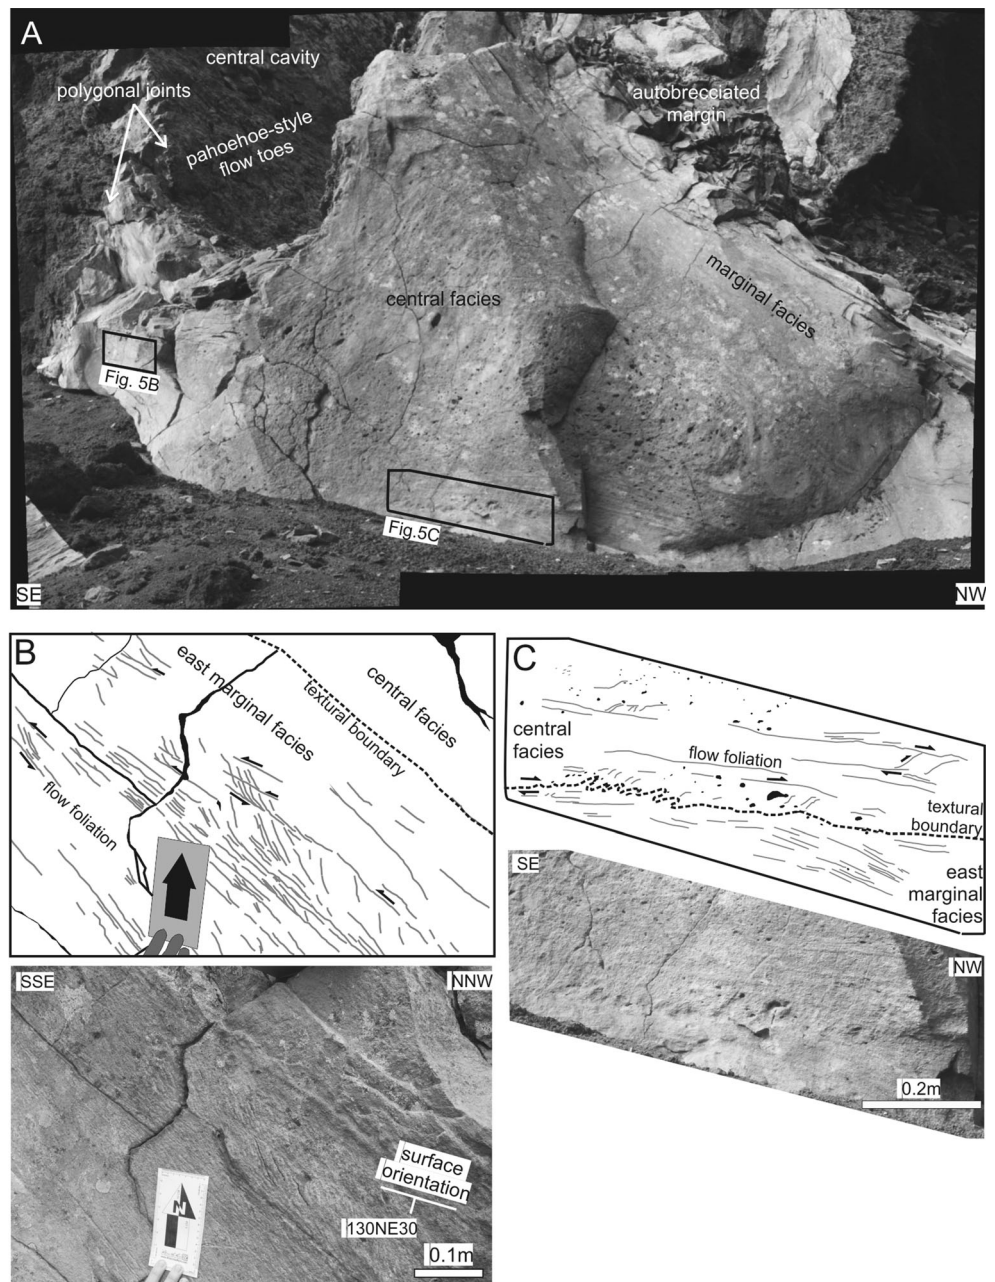 A
central cavity
polygonal joints
pahoehoe-style
flow toes
autobrecciated
margin
central facies
marginal facies
Fig. 5B
Fig.5C
SE
NW
B
east marginal facies
central facies
textural boundary
flow foliation
C
central
facies
flow foliation
textural
boundary
east
marginal
facies
SE
NW
0.2m
SSE
NNW
N
surface
orientation
130NE30
0.1m